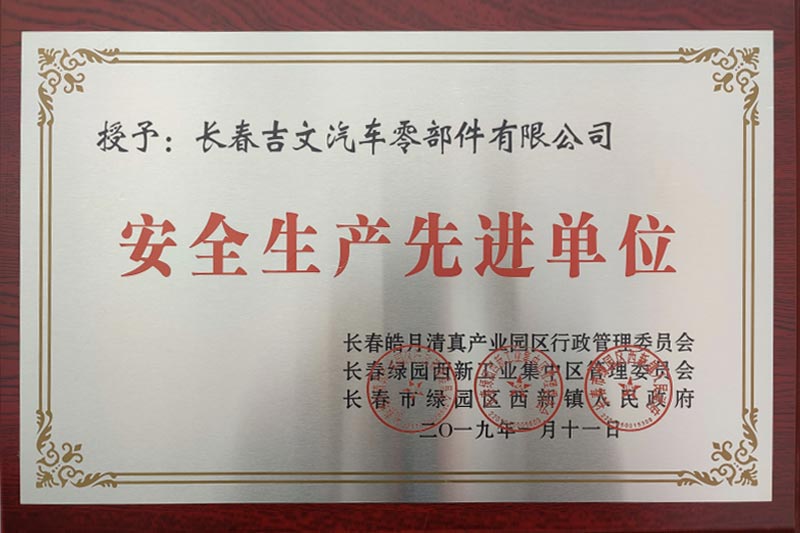 授予：长春吉文汽车零部件有限公司
安全生产先进单位
长春皓月清真产业园区行政管理委员会
长春绿园西新工业集中区管理委员会
长春市绿园区西新镇人民政府
二〇一九年一月十一日